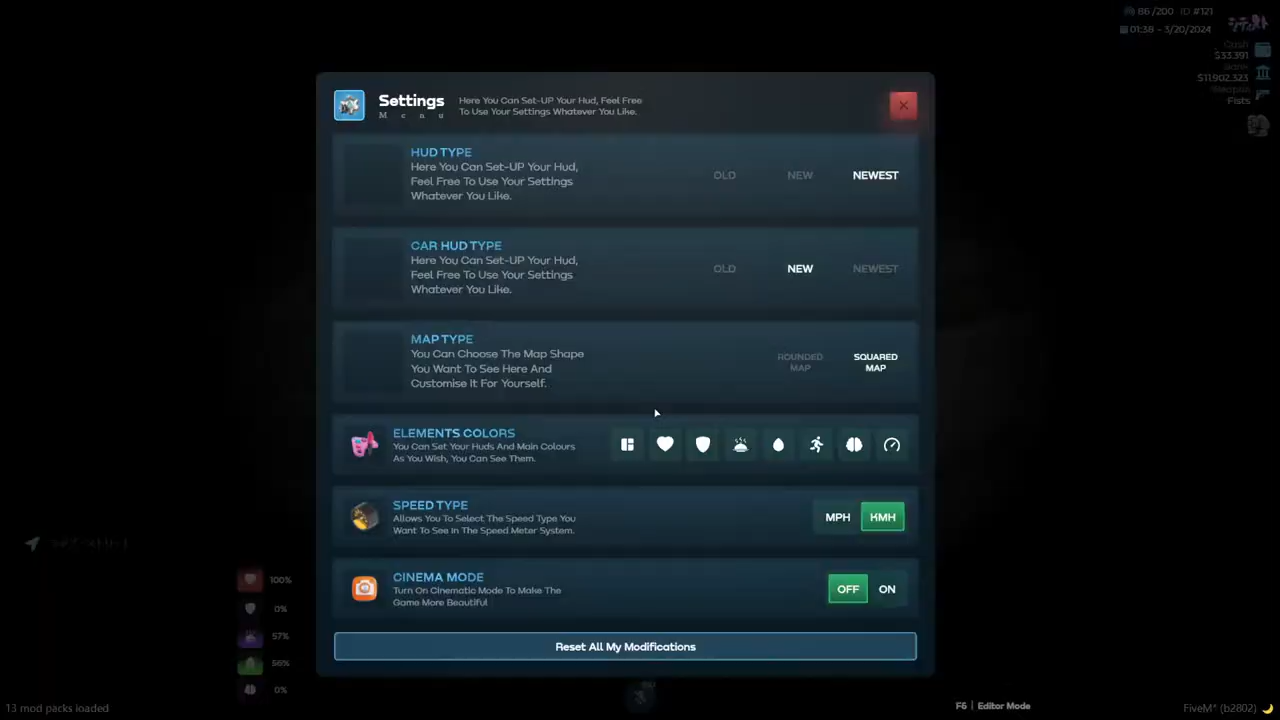 86 /200 ID #121
01:38 - 3/20/2024
Cash
$33.391
Bank
$11.902.323
Weapon
Fists
Settings
M e n u
Here You Can Set-UP Your Hud, Feel Free
To Use Your Settings Whatever You Like.
×
HUD TYPE
Here You Can Set-UP Your Hud,
Feel Free To Use Your Settings
Whatever You Like.
OLD NEW NEWEST
CAR HUD TYPE
Here You Can Set-UP Your Hud,
Feel Free To Use Your Settings
Whatever You Like.
OLD NEW NEWEST
MAP TYPE
You Can Choose The Map Shape
You Want To See Here And
Customise It For Yourself.
ROUNDED
MAP
SQUARED
MAP
ELEMENTS COLORS
You Can Set Your Huds And Main Colours
As You Wish, You Can See Them.
SPEED TYPE
Allows You To Select The Speed Type You
Want To See In The Speed Meter System.
MPH KMH
CINEMA MODE
Turn On Cinematic Mode To Make The
Game More Beautiful
OFF ON
Reset All My Modifications
100%
0%
57%
56%
0%
13 mod packs loaded
F6 | Editor Mode
FiveM* (b2802)